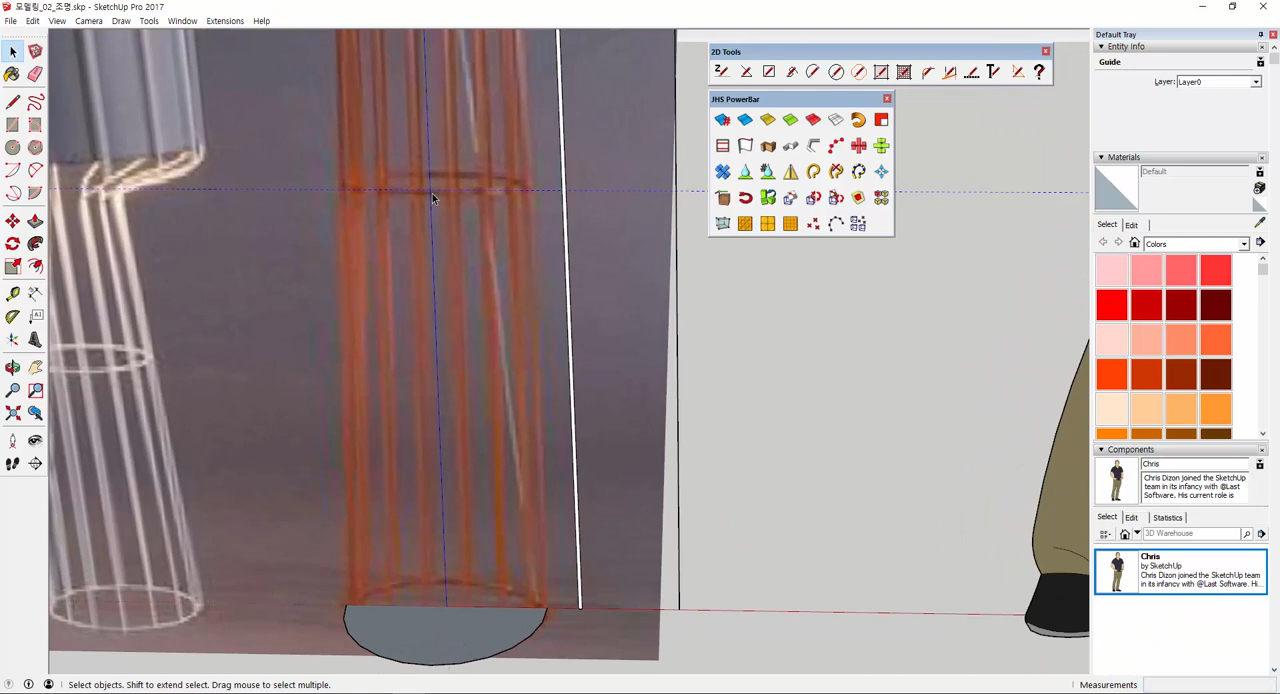 모델링_02_조명.skp - SketchUp Pro 2017
File Edit View Camera Draw Tools Window Extensions Help
2D Tools
JHS PowerBar
Default Tray
Entity Info
Guide
Layer: Layer0
Materials
Default
Select Edit
Colors
Components
Chris
Chris Dizon joined the SketchUp
team in its infancy with @Last
Software. His current role is
Select Edit Statistics
3D Warehouse
Chris
by SketchUp
Chris Dizon joined the SketchUp team
in its infancy with @Last Software. Hi...
Select objects. Shift to extend select. Drag mouse to select multiple.
Measurements